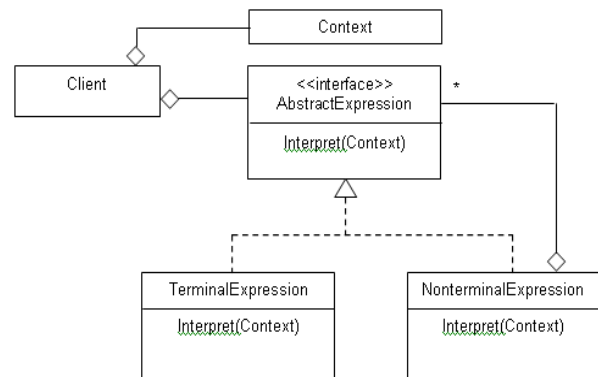 Context
Client
<<interface>>
AbstractExpression
*
Interpret(Context)
TerminalExpression
NonterminalExpression
Interpret(Context)
Interpret(Context)